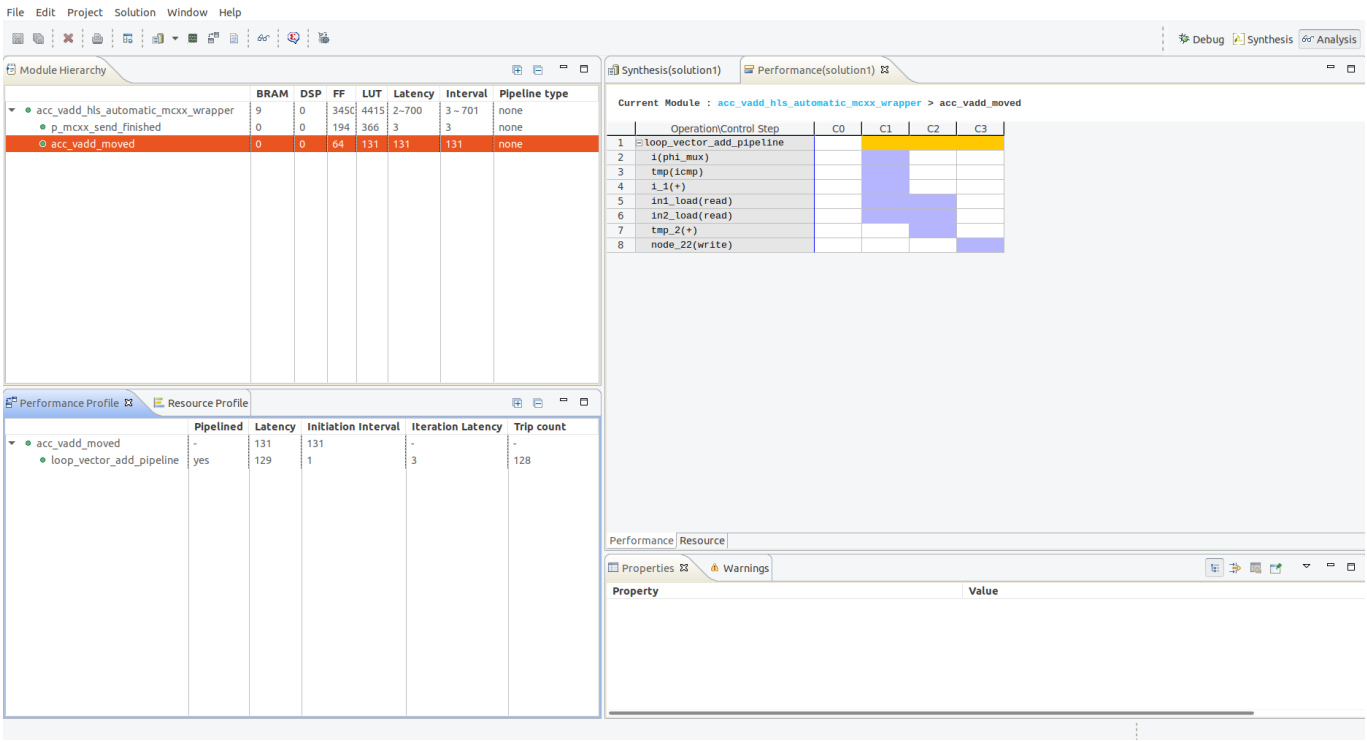 File Edit Project Solution Window Help
Debug Synthesis Analysis
Module Hierarchy
BRAM DSP FF LUT Latency Interval Pipeline type
acc_vadd_hls_automatic_mcxx_wrapper 9 0 3450 4415 2~700 3 ~ 701 none
p_mcxx_send_finished 0 0 194 366 3 3 none
acc_vadd_moved 0 0 64 131 131 131 none
Performance Profile Resource Profile
Pipelined Latency Initiation Interval Iteration Latency Trip count
acc_vadd_moved - 131 131 - -
loop_vector_add_pipeline yes 129 1 3 128
Synthesis(solution1) Performance(solution1)
Current Module : acc_vadd_hls_automatic_mcxx_wrapper > acc_vadd_moved
Operation\Control Step C0 C1 C2 C3
1 loop_vector_add_pipeline
2 i(phi_mux)
3 tmp(icmp)
4 i_1(+)
5 in1_load(read)
6 in2_load(read)
7 tmp_2(+)
8 node_22(write)
Performance Resource
Properties Warnings
Property Value